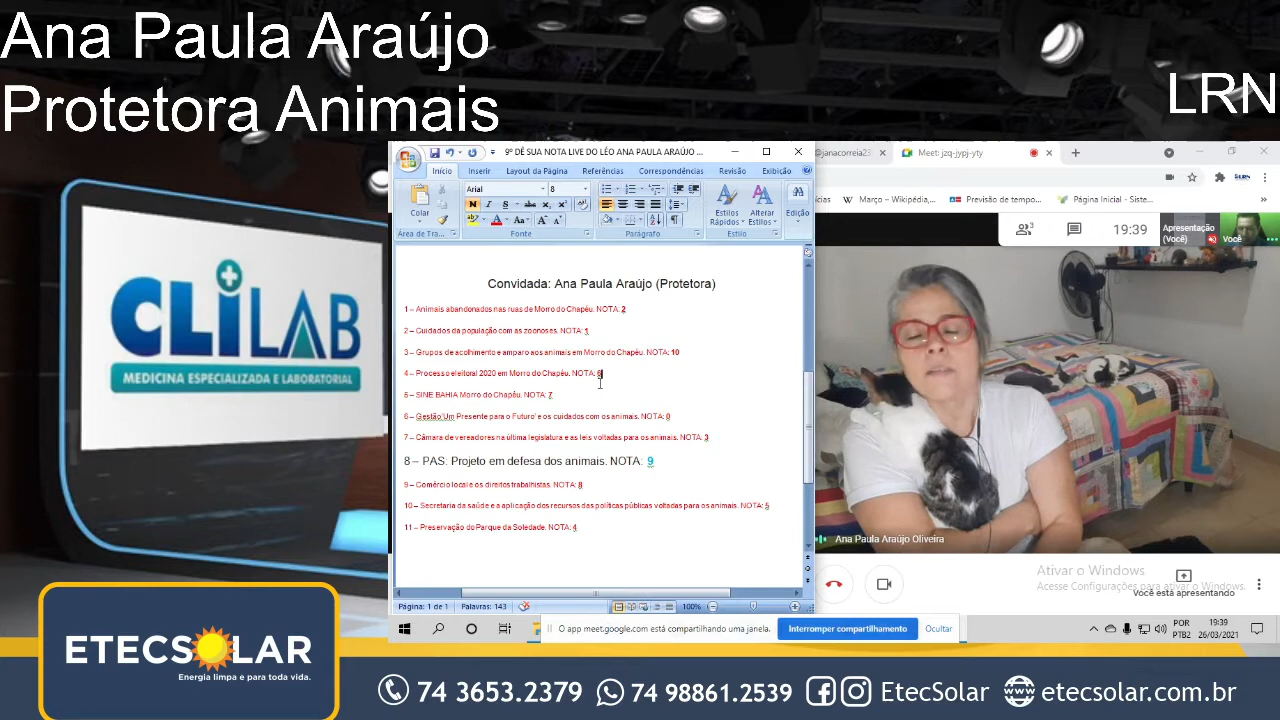 Ana Paula Araújo
Protetora Animais
LRN
CLILAB
MEDICINA ESPECIALIZADA E LABORATORIAL
9º DÊ SUA NOTA LIVE DO LÉO ANA PAULA ARAÚJO ...
Início Inserir Layout da Página Referências Correspondências Revisão Exibição
Arial 8
Colar
Estilos Rápidos
Alterar Estilos
Edição
Área de Tra... Fonte Parágrafo Estilo
@janacorreia23
Meet: jzq-jypj-yty
Março – Wikipédia,...
Previsão de tempo...
Página Inicial - Siste...
3
19:39
Apresentação (Você)
Você
Convidada: Ana Paula Araújo (Protetora)
1 – Animais abandonados nas ruas de Morro do Chapéu. NOTA: 2
2 – Cuidados da população com as zoonoses. NOTA: 1
3 – Grupos de acolhimento e amparo aos animais em Morro do Chapéu. NOTA: 10
4 – Processo eleitoral 2020 em Morro do Chapéu. NOTA: 6
5 – SINE BAHIA Morro do Chapéu. NOTA: 7
6 – Gestão'Um Presente para o Futuro' e os cuidados com os animais. NOTA: 0
7 – Câmara de vereadores na última legislatura e as leis voltadas para os animais. NOTA: 3
8 – PAS. Projeto em defesa dos animais. NOTA: 9
9 – Comércio local e os direitos trabalhistas. NOTA: 8
10 – Secretaria da saúde e a aplicação dos recursos das políticas públicas voltadas para os animais. NOTA: 5
11 – Preservação do Parque da Soledade. NOTA: 4
Ana Paula Araújo Oliveira
Ativar o Windows
Acesse Configurações para ativar o Windows.
Você está apresentando
Página: 1 de 1 Palavras: 143 100%
O app meet.google.com está compartilhando uma janela.
Interromper compartilhamento
Ocultar
POR
PTB2
19:39
26/03/2021
ETECSOLAR
Energia limpa e para toda vida.
74 3653.2379
74 98861.2539
EtecSolar
etecsolar.com.br